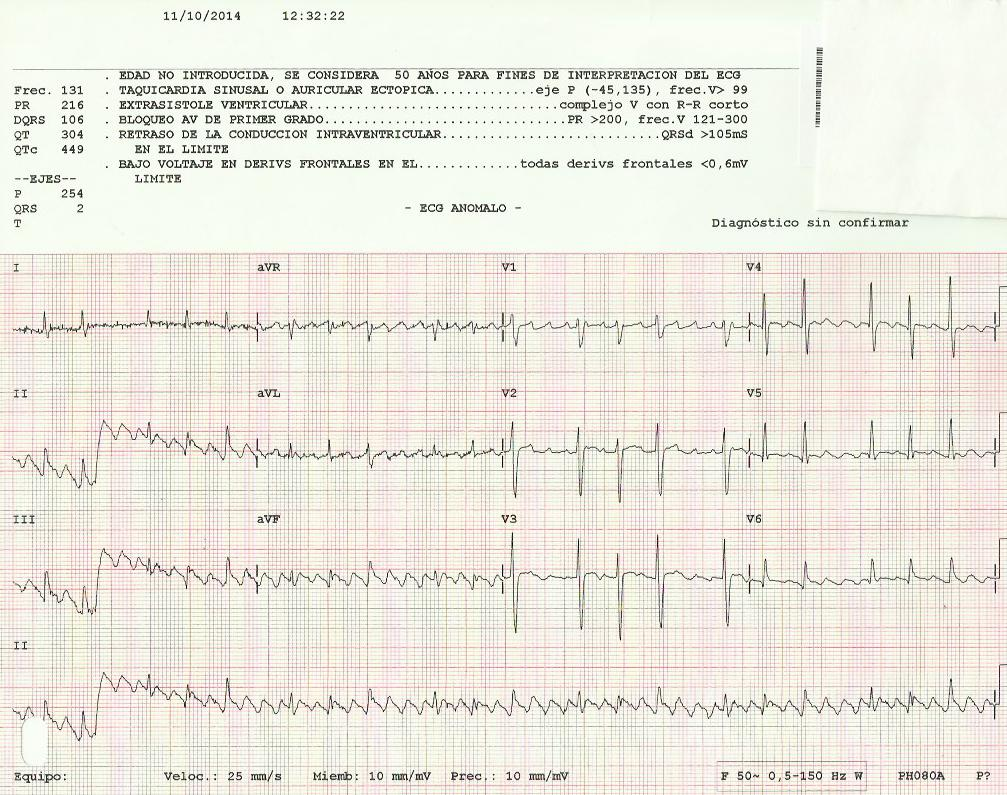 11/10/2014 12:32:22
. EDAD NO INTRODUCIDA, SE CONSIDERA 50 AÑOS PARA FINES DE INTERPRETACION DEL ECG
Frec. 131 . TAQUICARDIA SINUSAL O AURICULAR ECTOPICA.............eje P (-45,135), frec.V> 99
PR 216 . EXTRASISTOLE VENTRICULAR................................complejo V con R-R corto
DQRS 106 . BLOQUEO AV DE PRIMER GRADO..............................PR >200, frec.V 121-300
QT 304 . RETRASO DE LA CONDUCCION INTRAVENTRICULAR............................QRSd >105mS
QTc 449 EN EL LIMITE
. BAJO VOLTAJE EN DERIVS FRONTALES EN EL............todas derivs frontales <0,6mV
--EJES-- LIMITE
P 254
QRS 2 - ECG ANOMALO -
T Diagnóstico sin confirmar
I aVR V1 V4
II aVL V2 V5
III aVF V3 V6
II
Equipo: Veloc.: 25 mm/s Miemb: 10 mm/mV Prec.: 10 mm/mV F 50~ 0,5-150 Hz W PH080A P?